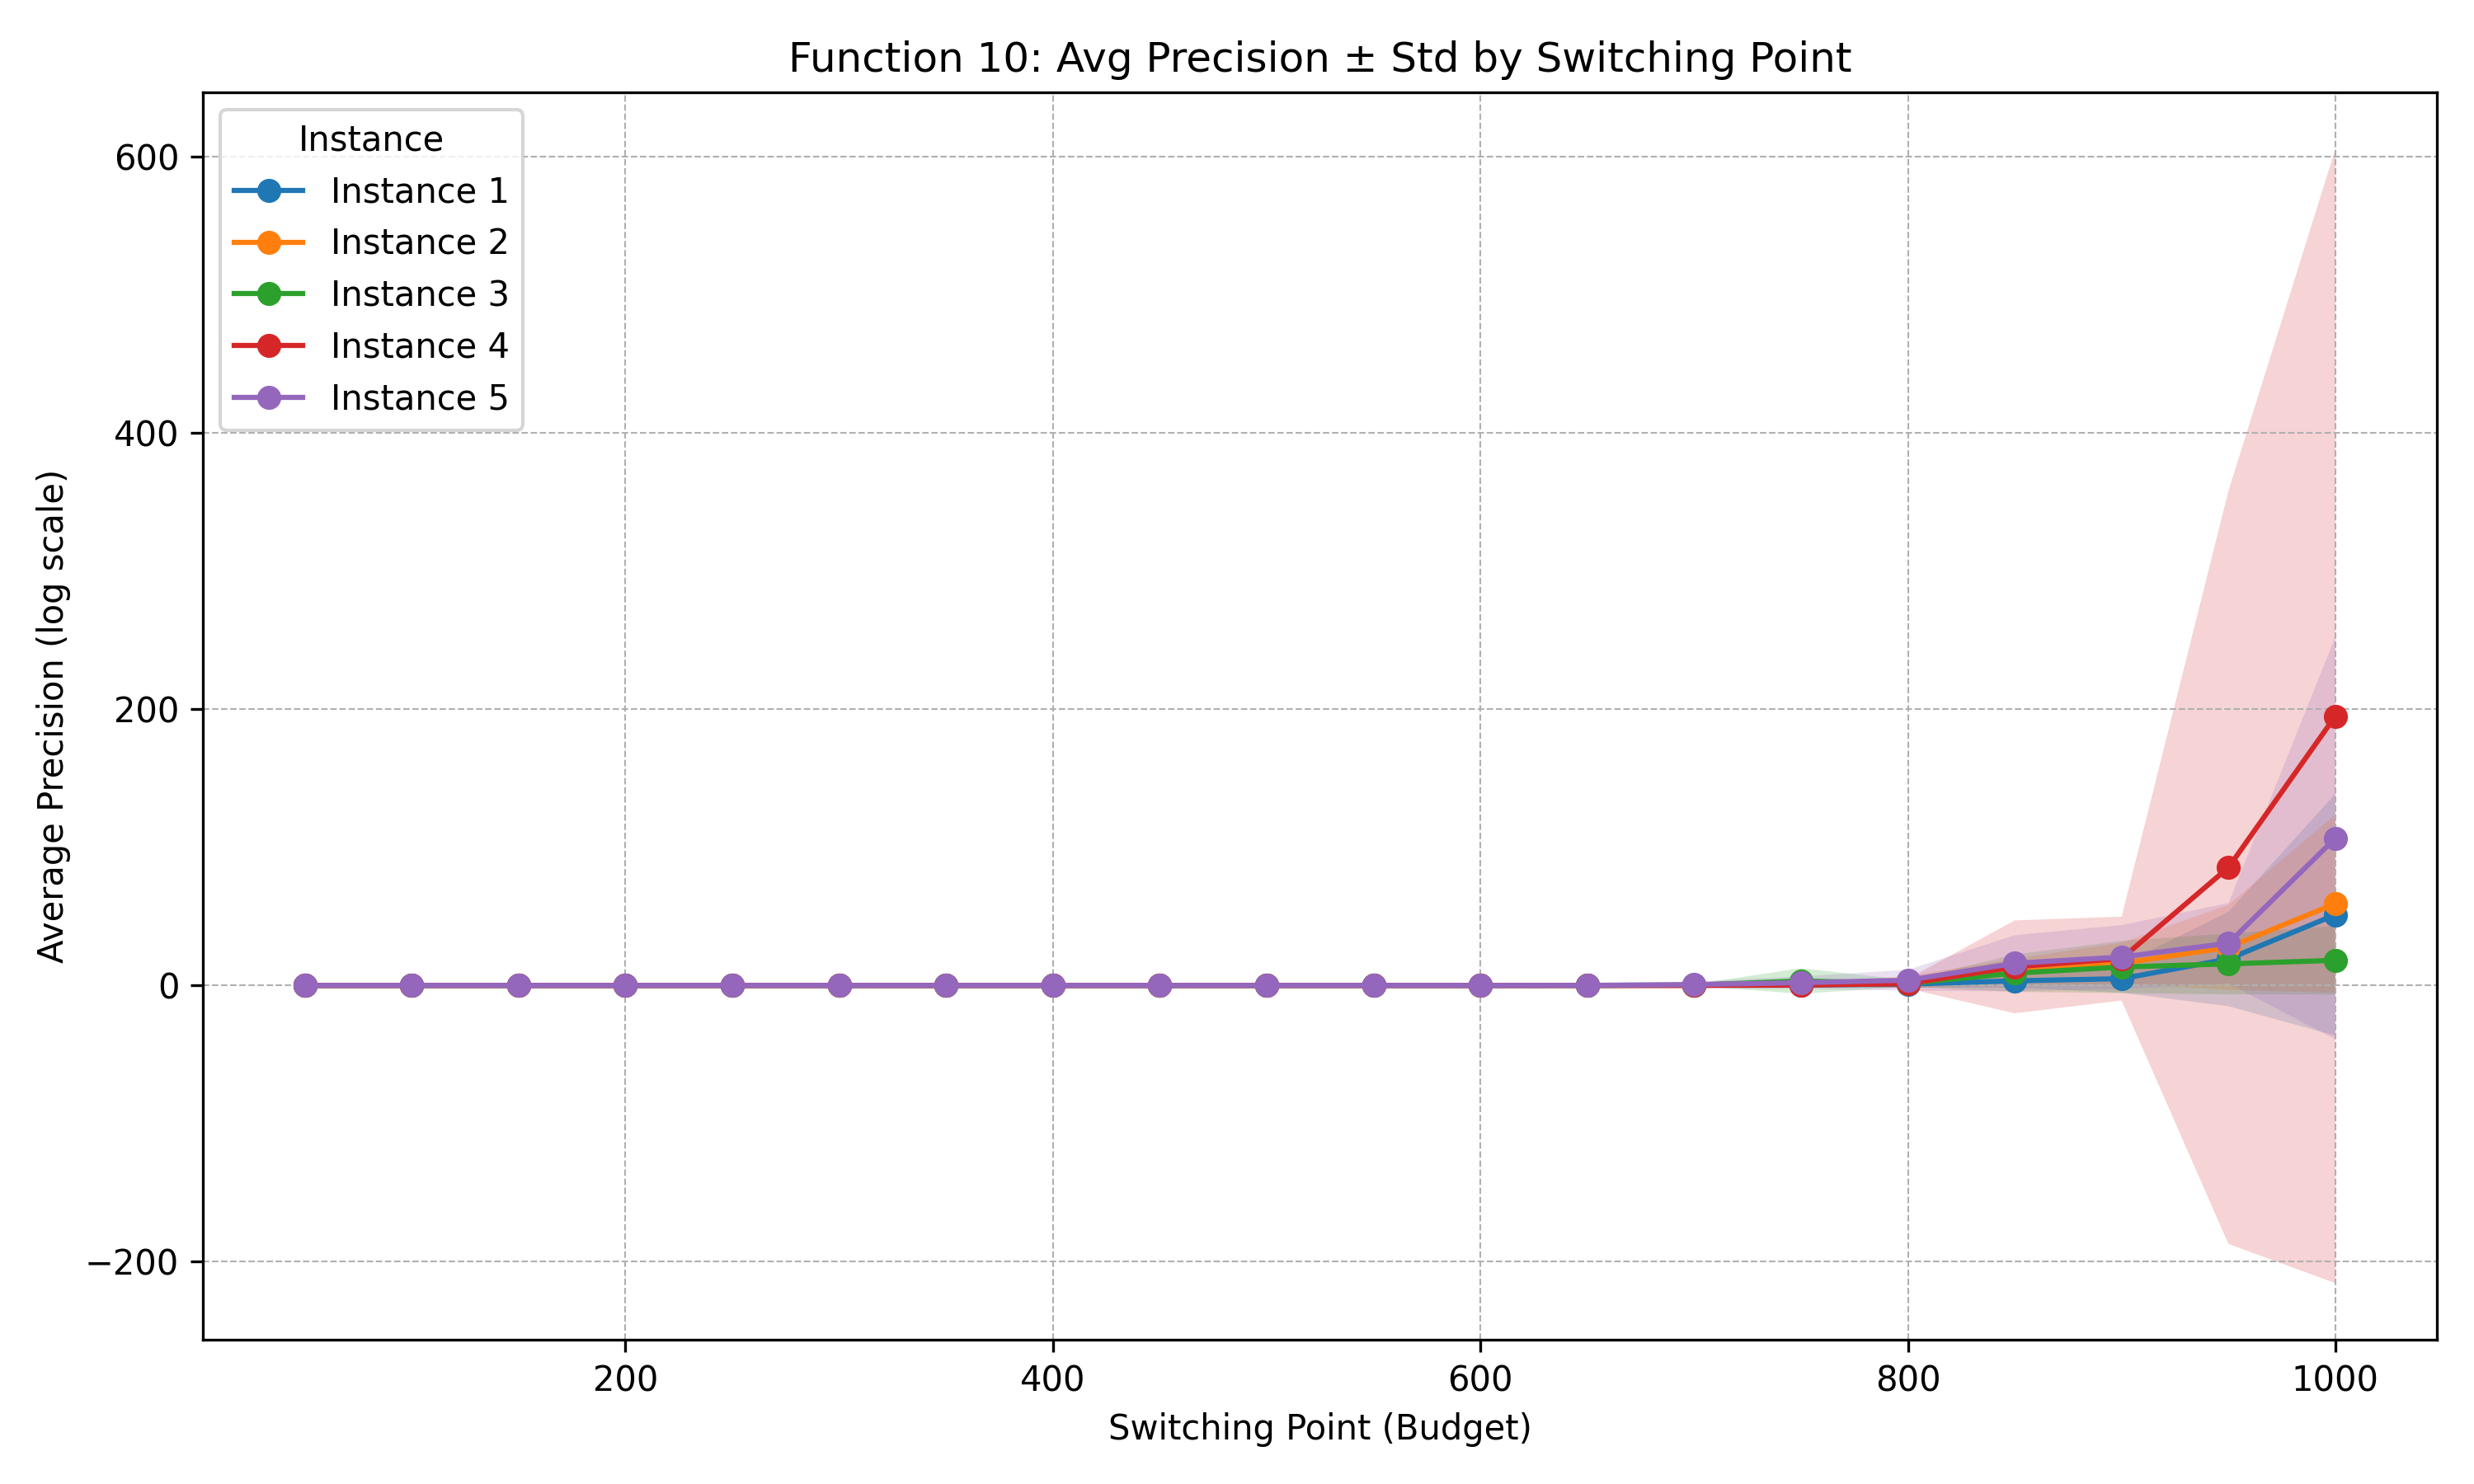 Function 10: Avg Precision ± Std by Switching Point
Instance
Instance 1
Instance 2
Instance 3
Instance 4
Instance 5
Average Precision (log scale)
600
400
200
0
−200
200
400
600
800
1000
Switching Point (Budget)